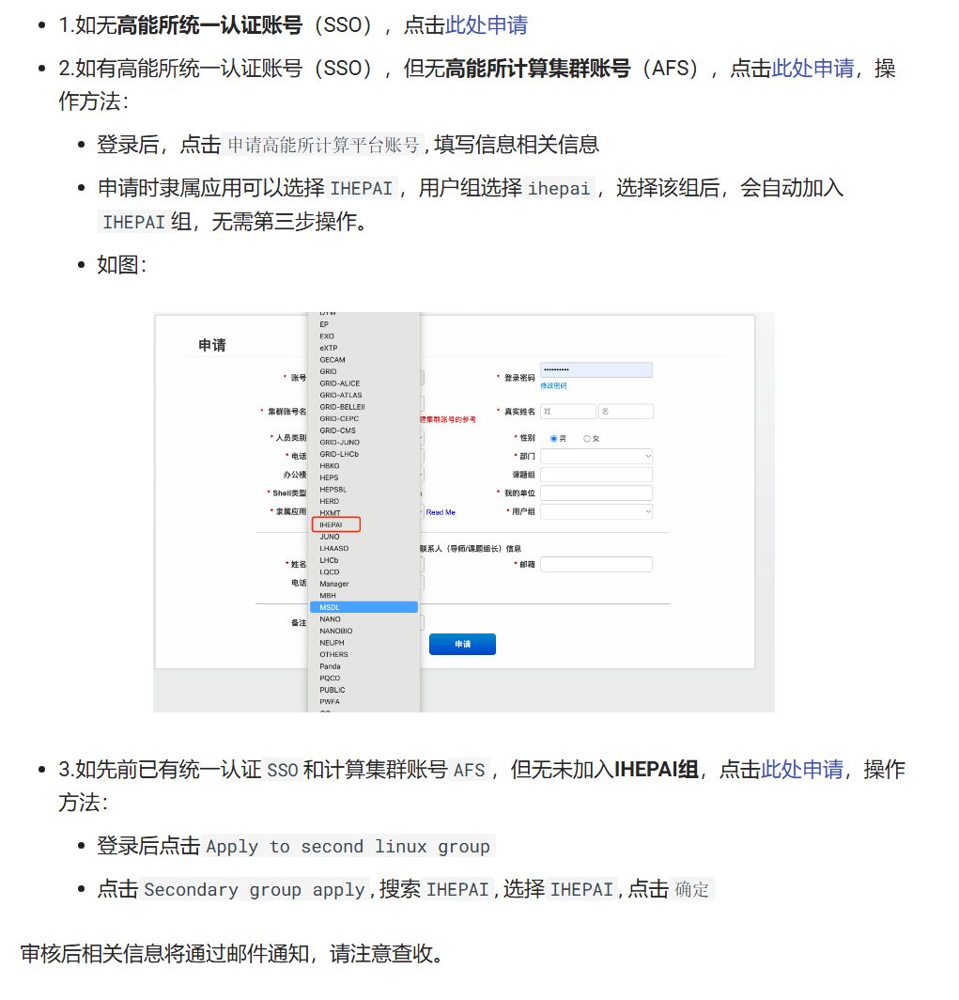 1.如无高能所统一认证账号（SSO），点击此处申请
2.如有高能所统一认证账号（SSO），但无高能所计算集群账号（AFS），点击此处申请，操
作方法：
登录后，点击 申请高能所计算平台账号 , 填写信息相关信息
申请时隶属应用可以选择 IHEPAI ，用户组选择 ihepai ，选择该组后，会自动加入
IHEPAI 组，无需第三步操作。
如图：
申请
* 账号
* 登录密码 ••••••••••
修改密码
* 集群账号名
建集群账号的参考
* 真实姓名 姓 名
* 人员类别
* 性别 男 女
* 电话
* 部门
办公楼
课题组
* Shell类型
* 我的单位
* 隶属应用
Read Me
* 用户组
联系人（导师/课题组长）信息
* 姓名
* 邮箱
电话
备注
申请
DYW
EP
EXO
eXTP
GECAM
GRID
GRID-ALICE
GRID-ATLAS
GRID-BELLEII
GRID-CEPC
GRID-CMS
GRID-JUNO
GRID-LHCb
HBKG
HEPS
HEPSBL
HERD
HXMT
IHEPAI
JUNO
LHAASO
LHCb
LQCD
Manager
MBH
MSDL
NANO
NANOBIO
NEUPH
OTHERS
Panda
PQCD
PUBLIC
PWFA
3.如先前已有统一认证 SSO 和计算集群账号 AFS ，但无未加入IHEPAI组，点击此处申请，操作
方法：
登录后点击 Apply to second linux group
点击 Secondary group apply , 搜索 IHEPAI , 选择 IHEPAI , 点击 确定
审核后相关信息将通过邮件通知，请注意查收。